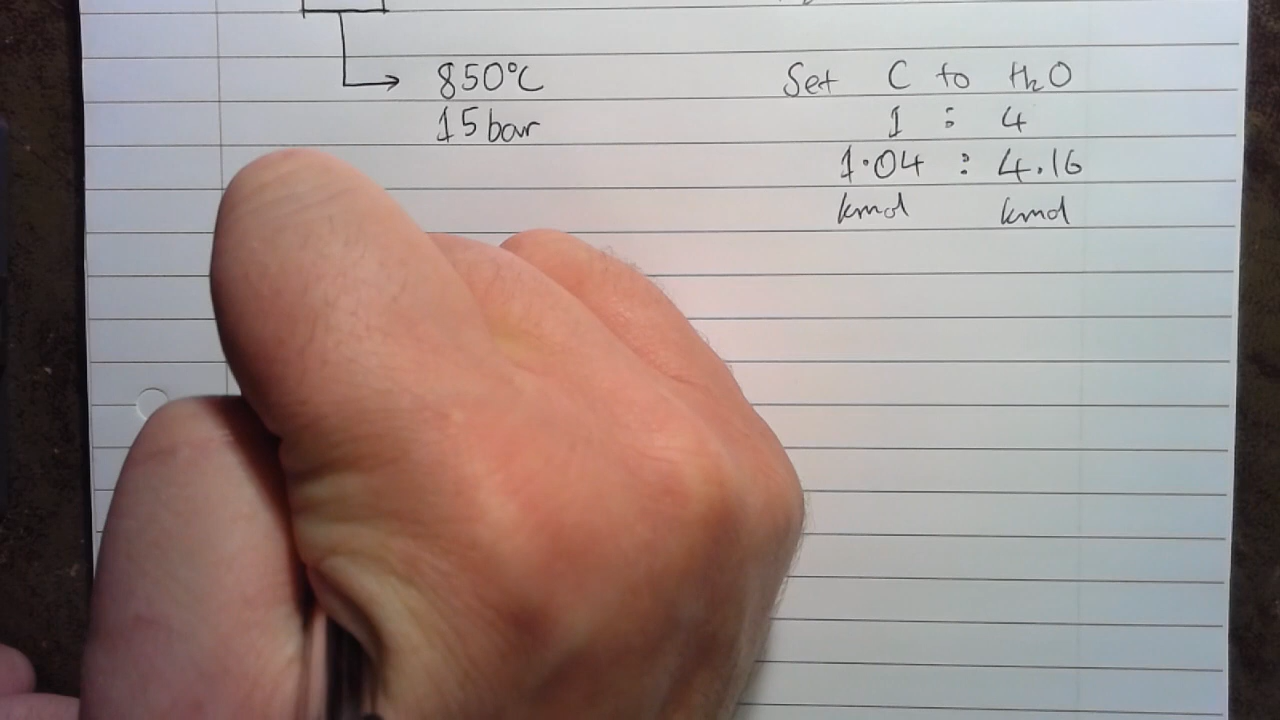 850°C
15 bar
Set C to H₂O
1 : 4
1.04 : 4.16
kmol kmol